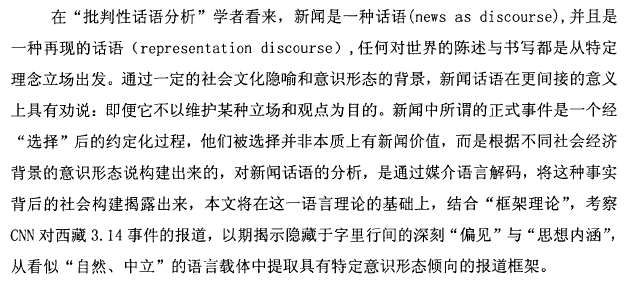 在“批判性话语分析”学者看来，新闻是一种话语(news as discourse),并且是
一种再现的话语（representation discourse）,任何对世界的陈述与书写都是从特定
理念立场出发。通过一定的社会文化隐喻和意识形态的背景，新闻话语在更间接的意义
上具有劝说：即便它不以维护某种立场和观点为目的。新闻中所谓的正式事件是一个经
“选择”后的约定化过程，他们被选择并非本质上有新闻价值，而是根据不同社会经济
背景的意识形态说构建出来的，对新闻话语的分析，是通过媒介语言解码，将这种事实
背后的社会构建揭露出来，本文将在这一语言理论的基础上，结合“框架理论”，考察
CNN 对西藏 3.14 事件的报道，以期揭示隐藏于字里行间的深刻“偏见”与“思想内涵”，
从看似“自然、中立”的语言载体中提取具有特定意识形态倾向的报道框架。